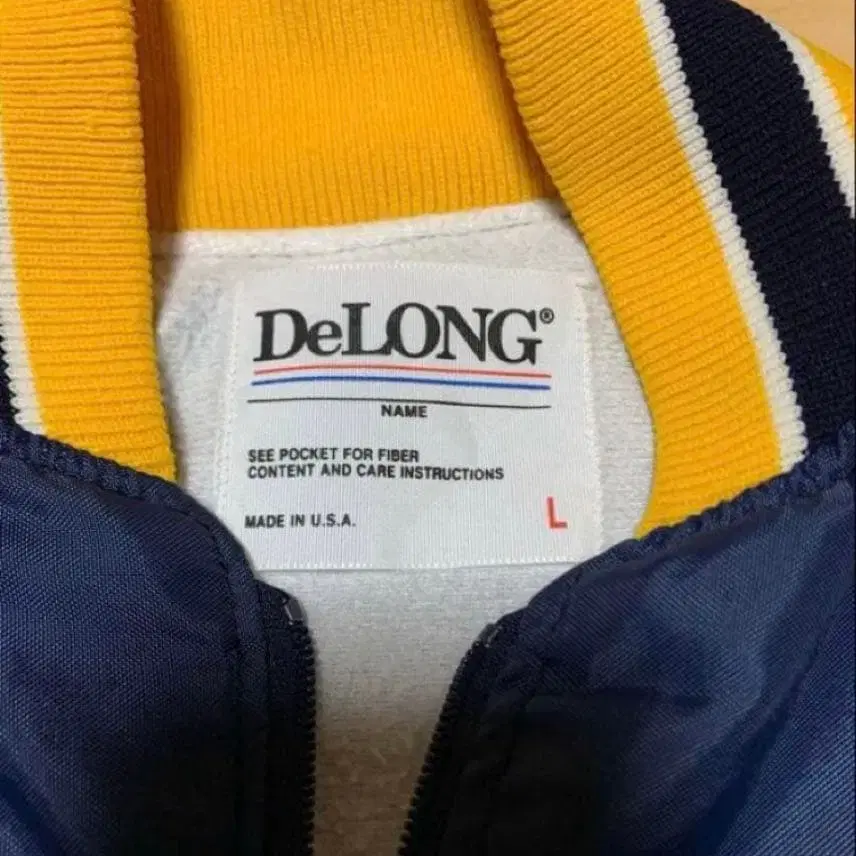 DeLONG®
NAME
SEE POCKET FOR FIBER
CONTENT AND CARE INSTRUCTIONS
MADE IN U.S.A.
L